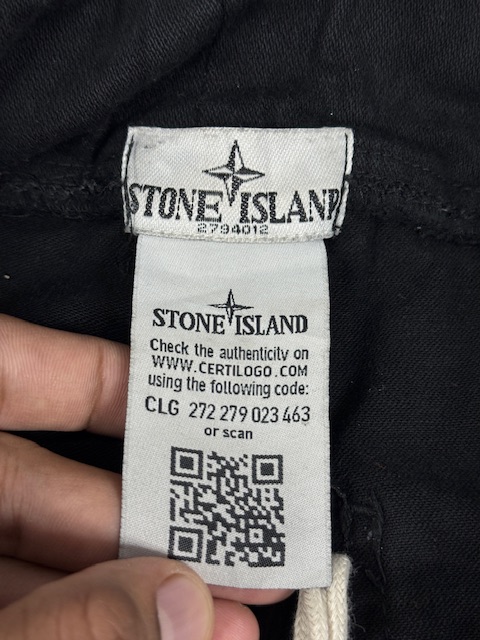 STONE ISLAND
2794012
STONE ISLAND
Check the authenticity on
WWW.CERTILOGO.COM
using the following code:
CLG 272 279 023 463
or scan